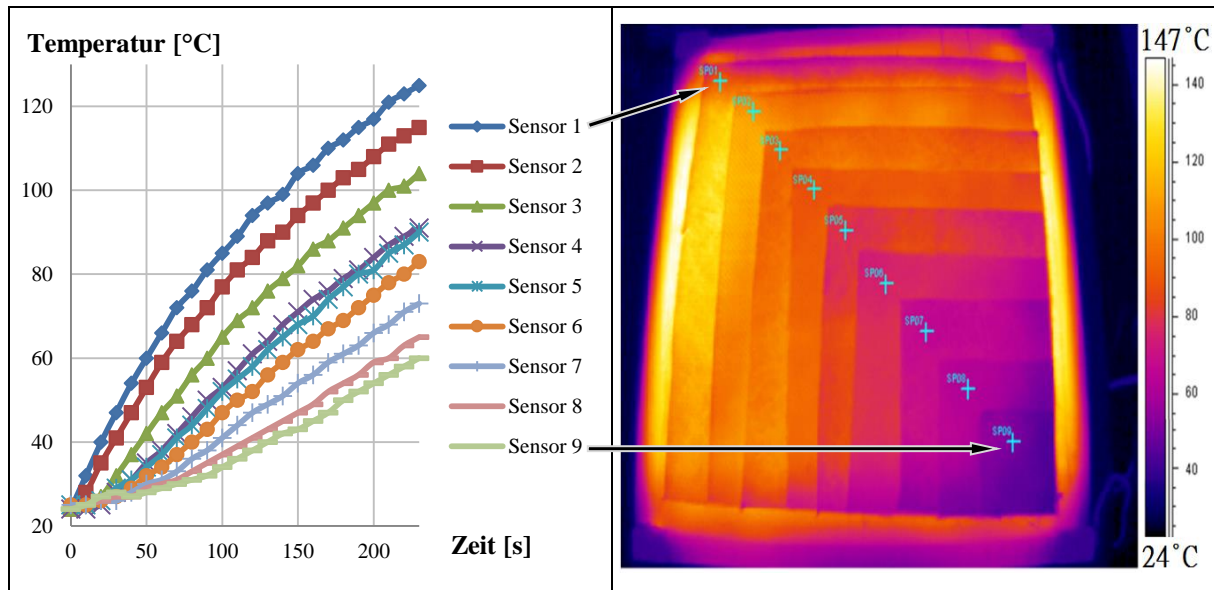 Temperatur [°C]
120
100
80
60
40
20
0
50
100
150
200
Zeit [s]
Sensor 1
Sensor 2
Sensor 3
Sensor 4
Sensor 5
Sensor 6
Sensor 7
Sensor 8
Sensor 9
SP01
SP02
SP03
SP04
SP05
SP06
SP07
SP08
SP09
147°C
140
120
100
80
60
40
24°C